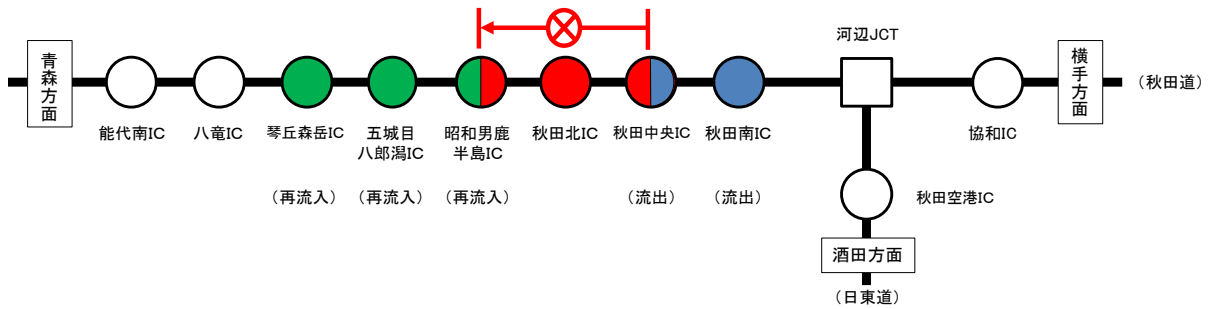 河辺JCT
青森方面
横手方面
（秋田道）
能代南IC
八竜IC
琴丘森岳IC
五城目
八郎潟IC
昭和男鹿
半島IC
秋田北IC
秋田中央IC
秋田南IC
協和IC
（再流入）
（再流入）
（再流入）
（流出）
（流出）
秋田空港IC
酒田方面
（日東道）